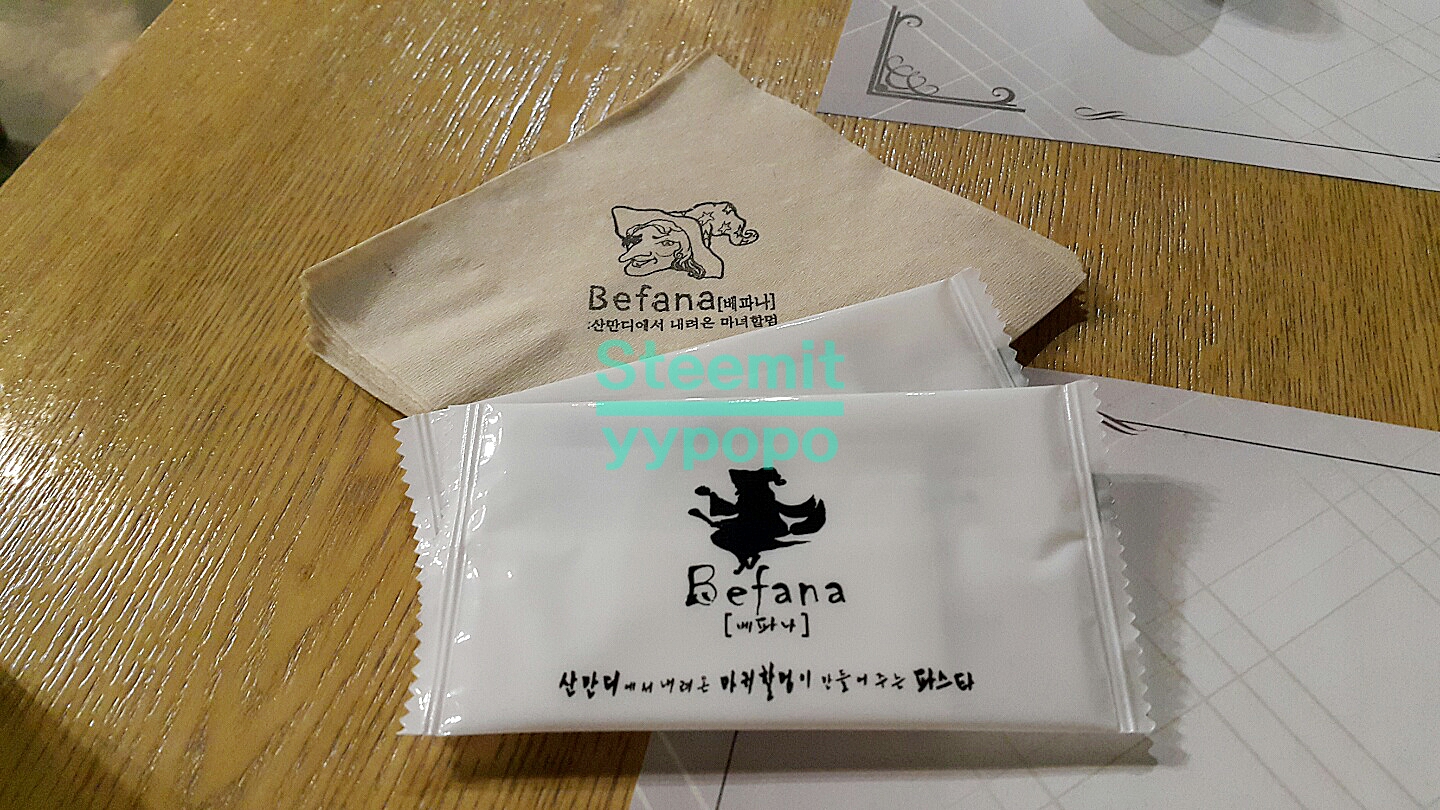 Befana[배파나]
:산만디에서 내려온 마녀할멈
Steemit
yypopo
Befana
[베파나]
산만디에서 내려온 마귀할멈이 만들어 주는 파스타